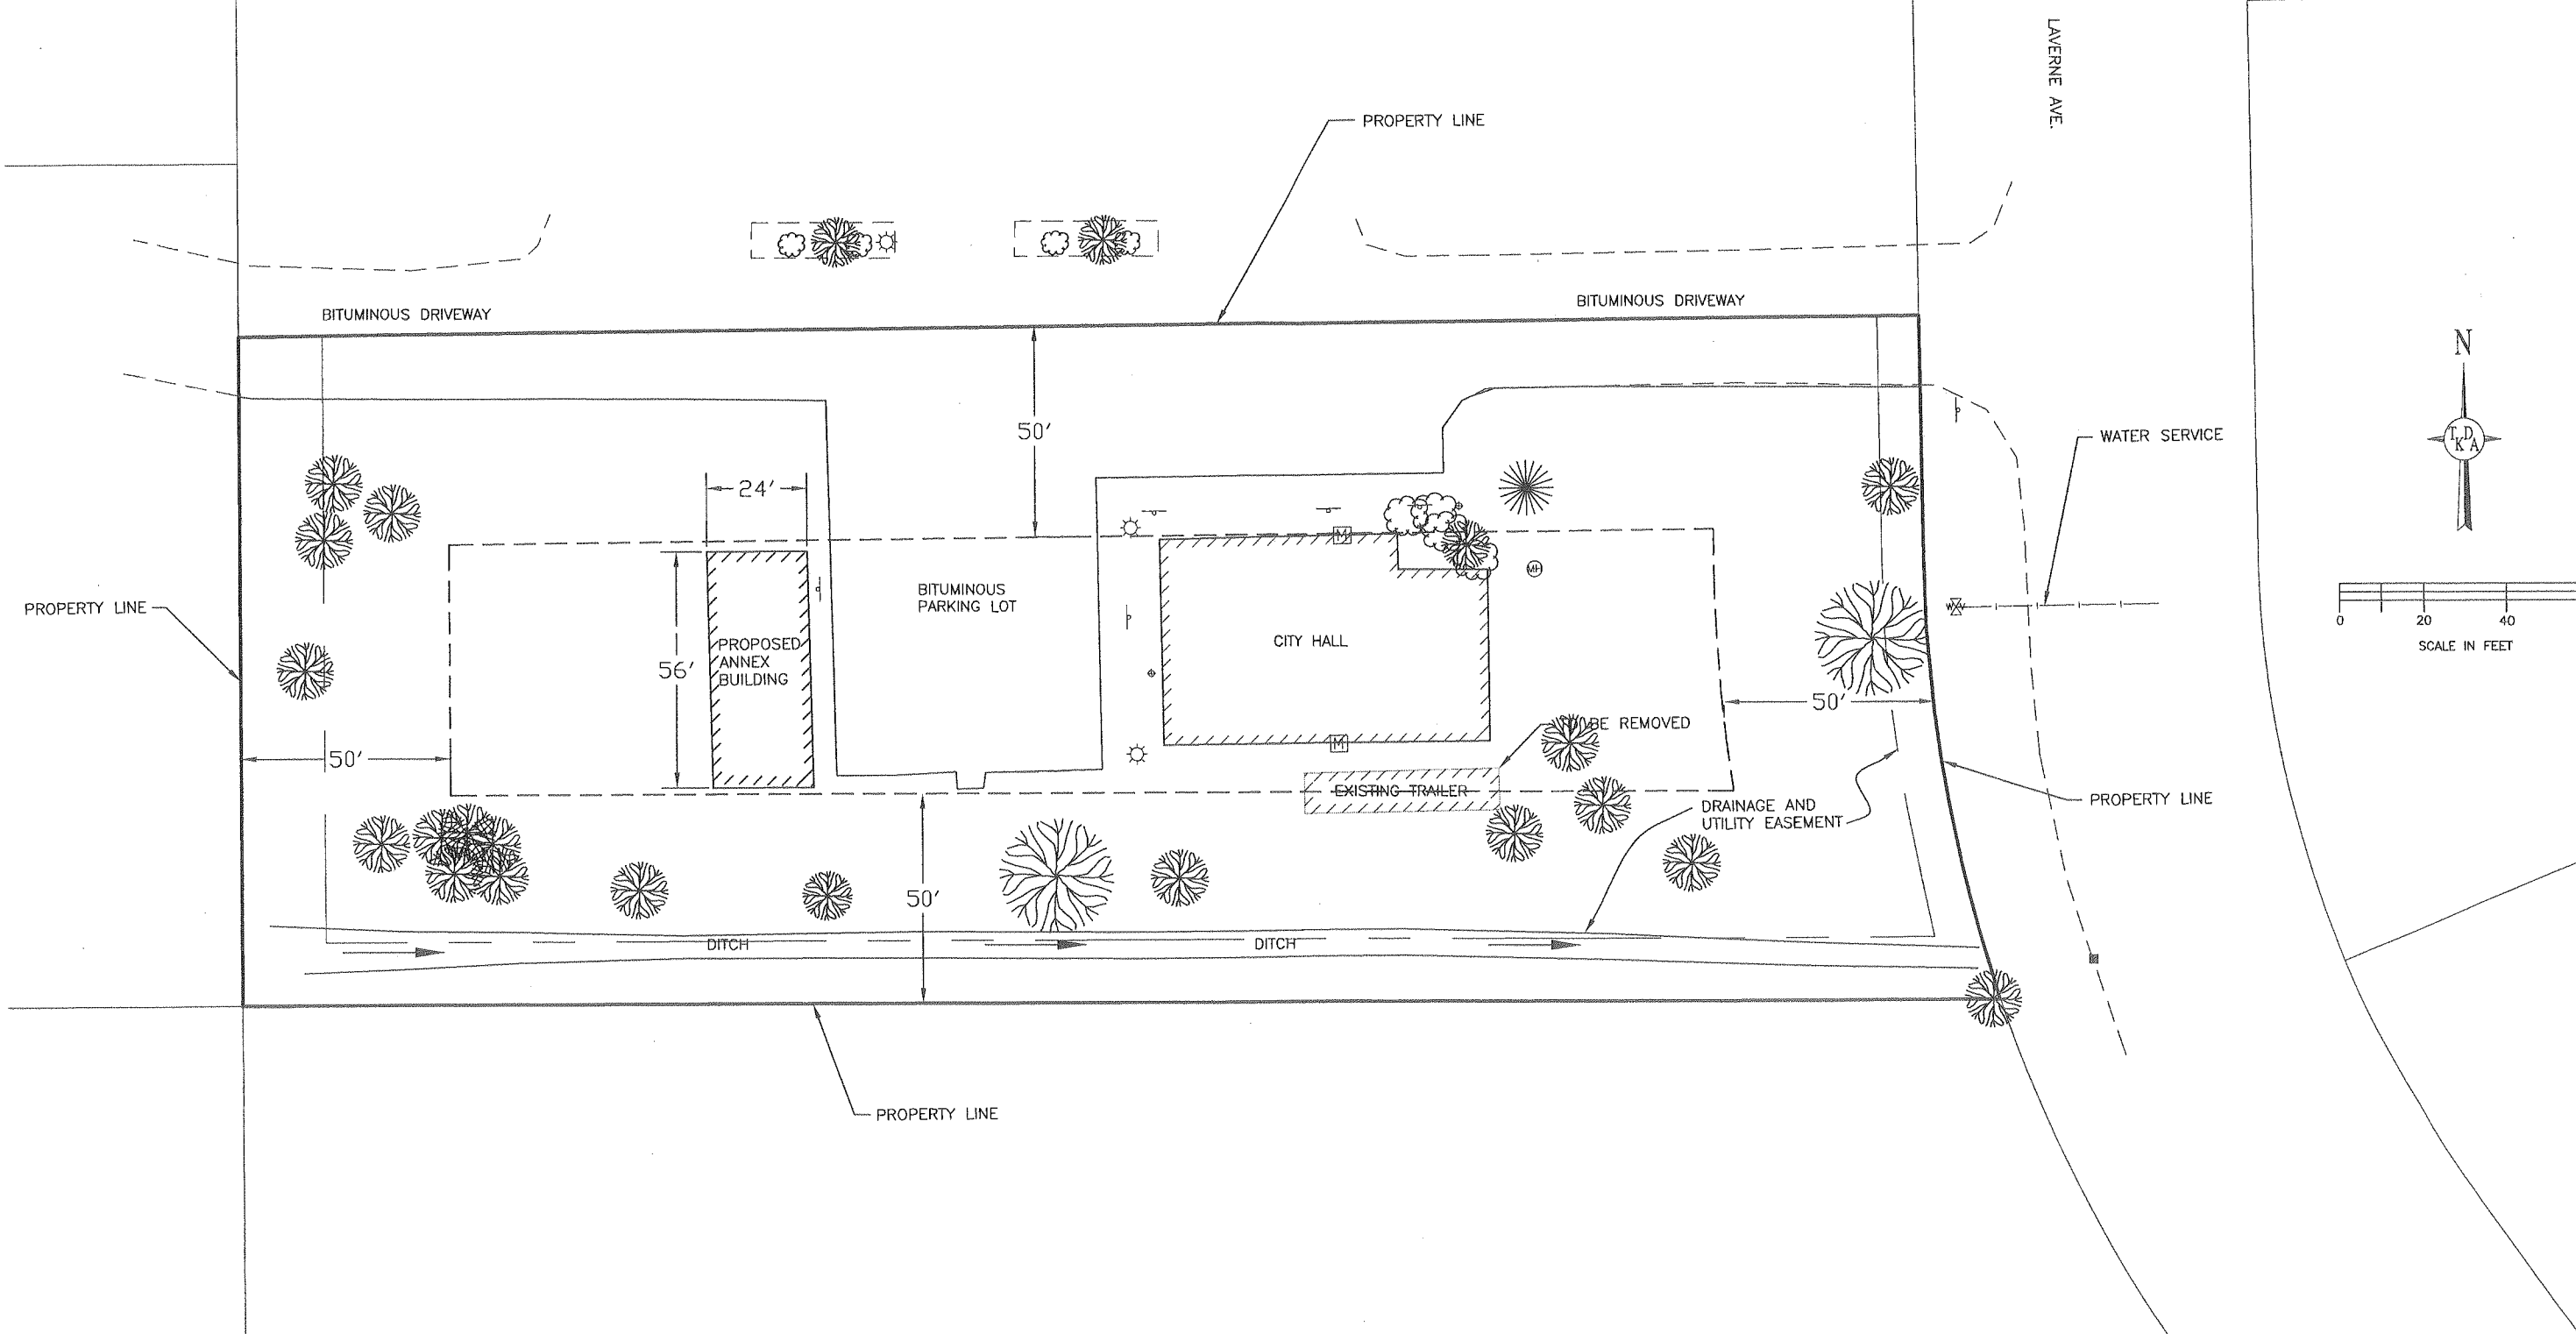 LAVERNE AVE.
PROPERTY LINE
BITUMINOUS DRIVEWAY
BITUMINOUS DRIVEWAY
N
TKDA
50'
WATER SERVICE
24'
MH
M
BITUMINOUS
PARKING LOT
PROPERTY LINE
0 20 40
SCALE IN FEET
CITY HALL
PROPOSED
ANNEX
BUILDING
56'
50'
BE REMOVED
M
50'
EXISTING TRAILER
DRAINAGE AND
UTILITY EASEMENT
PROPERTY LINE
50'
DITCH
DITCH
PROPERTY LINE